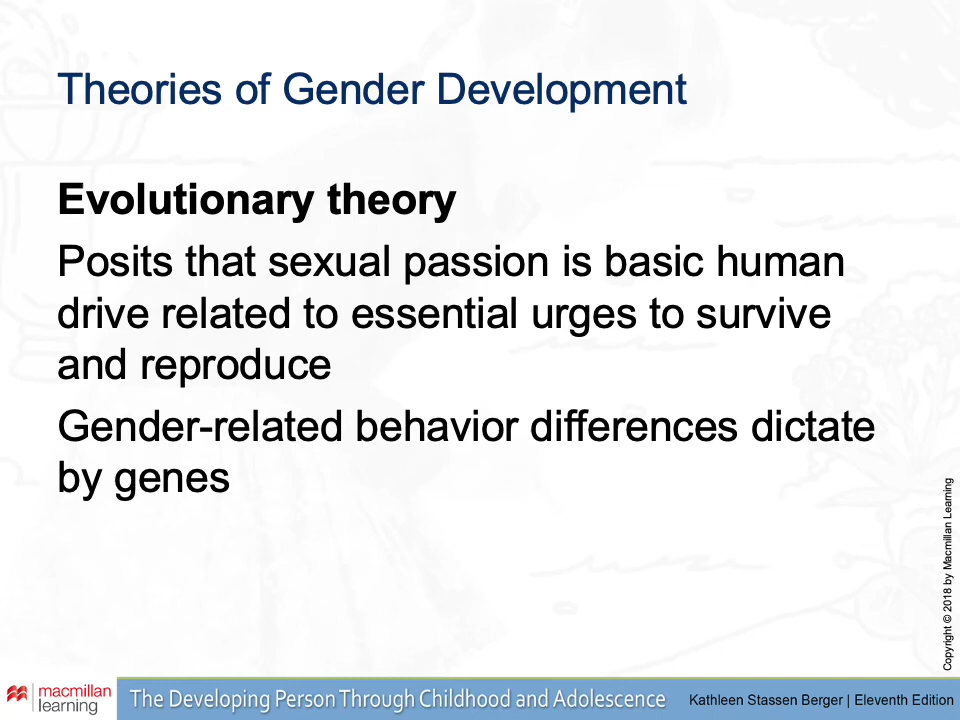 Theories of Gender Development
Evolutionary theory
Posits that sexual passion is basic human
drive related to essential urges to survive
and reproduce
Gender-related behavior differences dictate
by genes
Copyright © 2018 by Macmillan Learning
macmillan
learning
The Developing Person Through Childhood and Adolescence
Kathleen Stassen Berger | Eleventh Edition